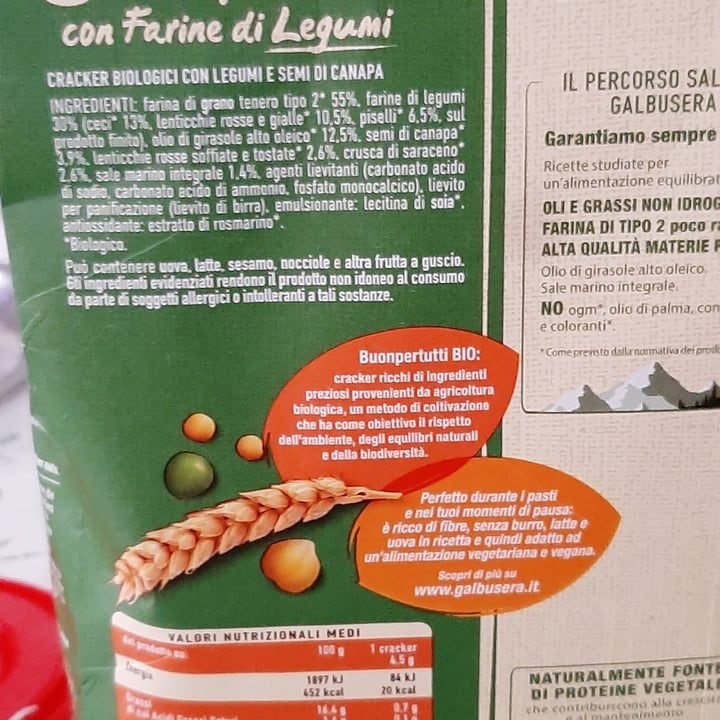 con Farine di Legumi
CRACKER BIOLOGICI CON LEGUMI E SEMI DI CANAPA
INGREDIENTI: farina di grano tenero tipo 2* 55%, farine di legumi
30% (ceci* 13%, lenticchie rosse e gialle* 10,5%, piselli* 6,5%, sul
prodotto finito), olio di girasole alto oleico* 12,5%, semi di canapa*
3,9%, lenticchie rosse soffiate e tostate* 2,6%, crusca di saraceno*
2,6%, sale marino integrale 1,4%, agenti lievitanti (carbonato acido
di sodio, carbonato acido di ammonio, fosfato monocalcico), lievito
per panificazione (lievito di birra), emulsionante: lecitina di soia*,
antiossidante: estratto di rosmarino*.
*Biologico.
Può contenere uova, latte, sesamo, nocciole e altra frutta a guscio.
Gli ingredienti evidenziati rendono il prodotto non idoneo al consumo
da parte di soggetti allergici o intolleranti a tali sostanze.
Buonpertutti BIO:
cracker ricchi di ingredienti
preziosi provenienti da agricoltura
biologica, un metodo di coltivazione
che ha come obiettivo il rispetto
dell'ambiente, degli equilibri naturali
e della biodiversità.
Perfetto durante i pasti
e nei tuoi momenti di pausa:
è ricco di fibre, senza burro, latte e
uova in ricetta e quindi adatto ad
un'alimentazione vegetariana e vegana.
Scopri di più su
www.galbusera.it
VALORI NUTRIZIONALI MEDI
100 g 1 cracker
4,5 g
Energia 1897 kJ 84 kJ
452 kcal 20 kcal
Grassi 16,4 g 0,7 g
IL PERCORSO SAL
GALBUSERA
Garantiamo sempre
Ricette studiate per
un'alimentazione equilibrat
OLI E GRASSI NON IDROG
FARINA DI TIPO 2 poco ra
ALTA QUALITÀ MATERIE P
Olio di girasole alto oleico.
Sale marino integrale.
NO ogm*, olio di palma, con
e coloranti*.
*Come previsto dalla normativa dei prod
NATURALMENTE FONTE
DI PROTEINE VEGETALI
che contribuiscono alla crescita
al mantenimento